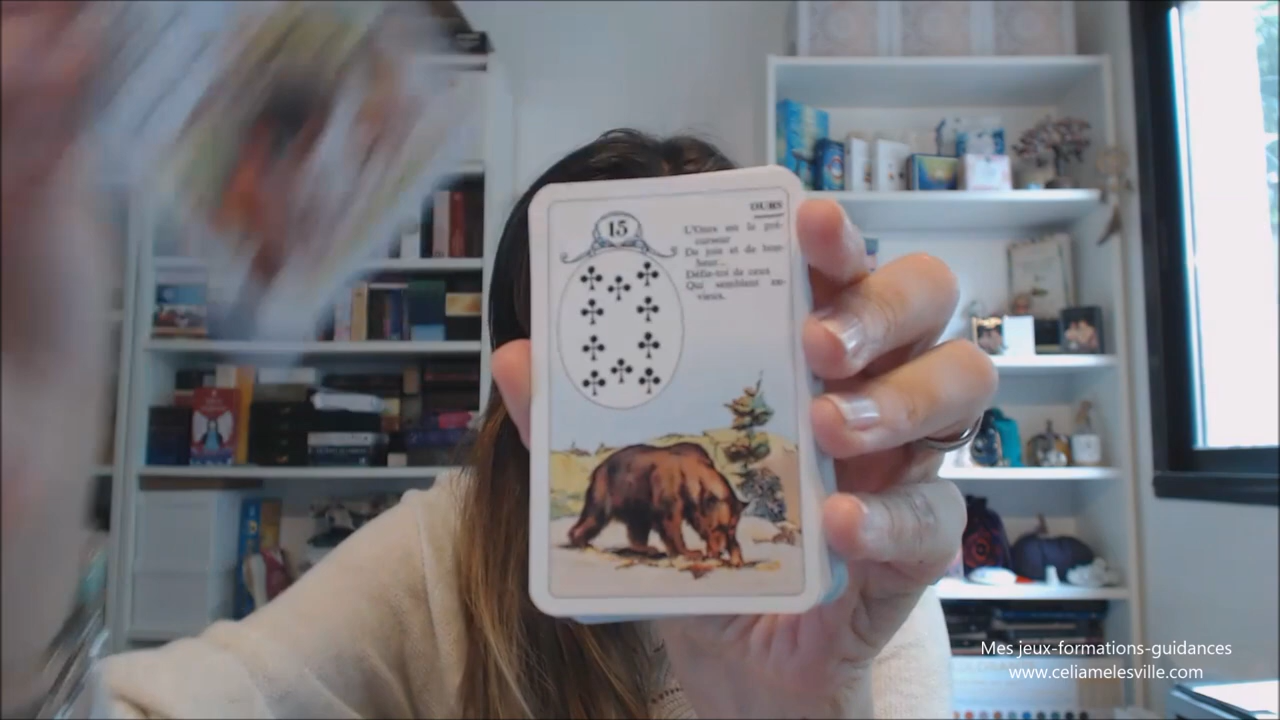 OURS
15
L'Ours est le pré-
curseur
De joie et de bon-
heur...
Défie-toi de ceux
Qui semblent en-
vieux.
Mes jeux-formations-guidances
www.celiamelesville.com